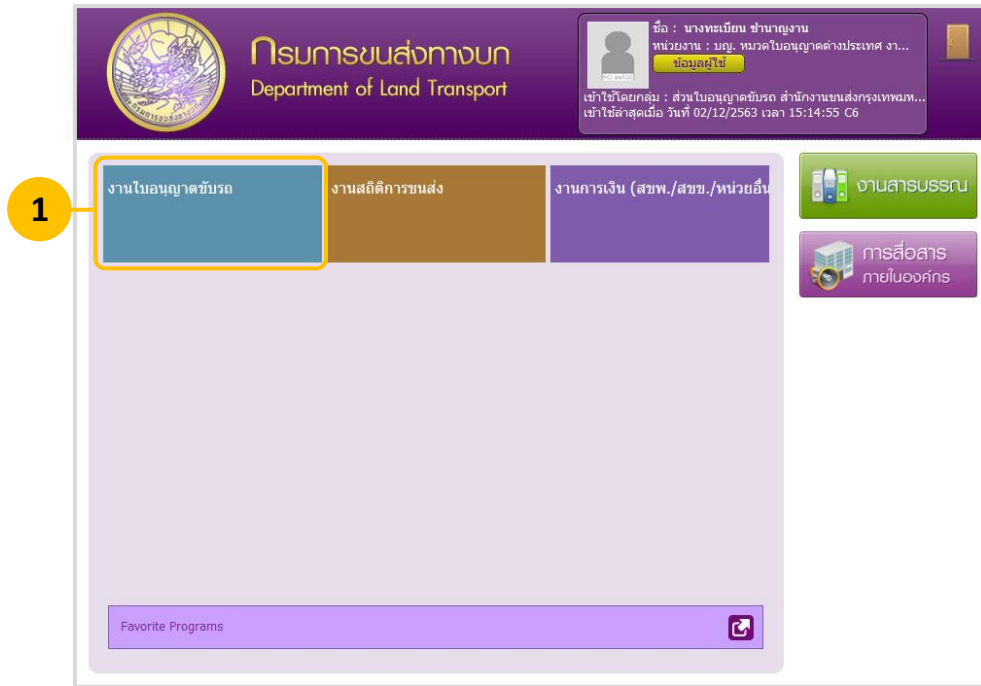 กรมการขนส่งทางบก
Department of Land Transport
ชื่อ : นางทะเบียน ชำนาญงาน
หน่วยงาน : บญ. หมวดใบอนุญาตต่างประเทศ งา...
ข้อมูลผู้ใช้
NO IMAGE
เข้าใช้โดยกลุ่ม : ส่วนใบอนุญาตขับรถ สำนักงานขนส่งกรุงเทพมห...
เข้าใช้ล่าสุดเมื่อ วันที่ 02/12/2563 เวลา 15:14:55 C6
1
งานใบอนุญาตขับรถ
งานสถิติการขนส่ง
งานการเงิน (สขพ./สขข./หน่วยอื่น
งานสารบรรณ
การสื่อสาร
ภายในองค์กร
Favorite Programs